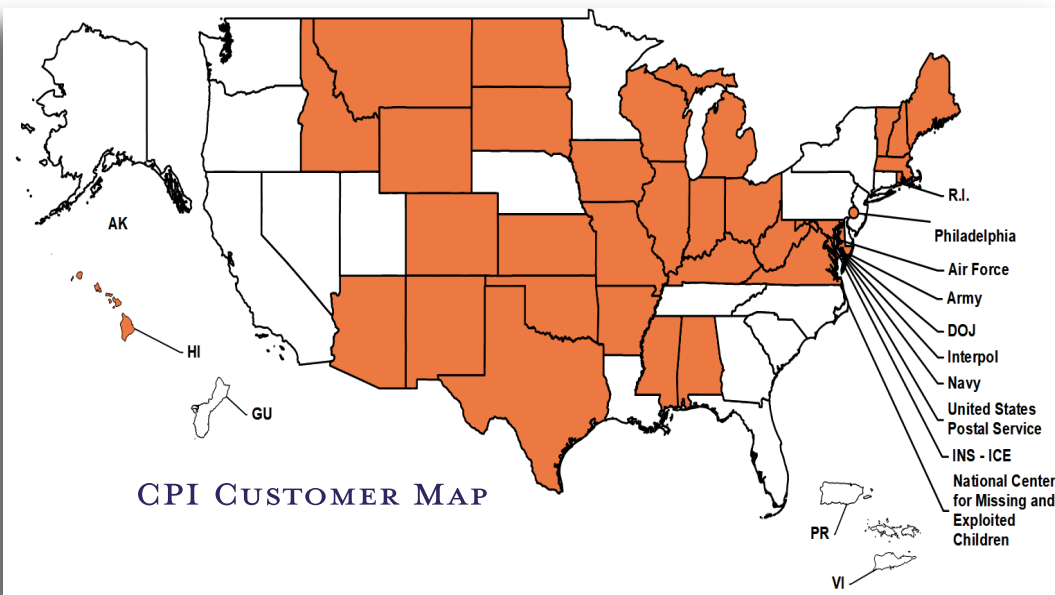 AK
HI
GU
CPI Customer Map
R.I.
Philadelphia
Air Force
Army
DOJ
Interpol
Navy
United States
Postal Service
INS - ICE
National Center
for Missing and
Exploited
Children
PR
VI